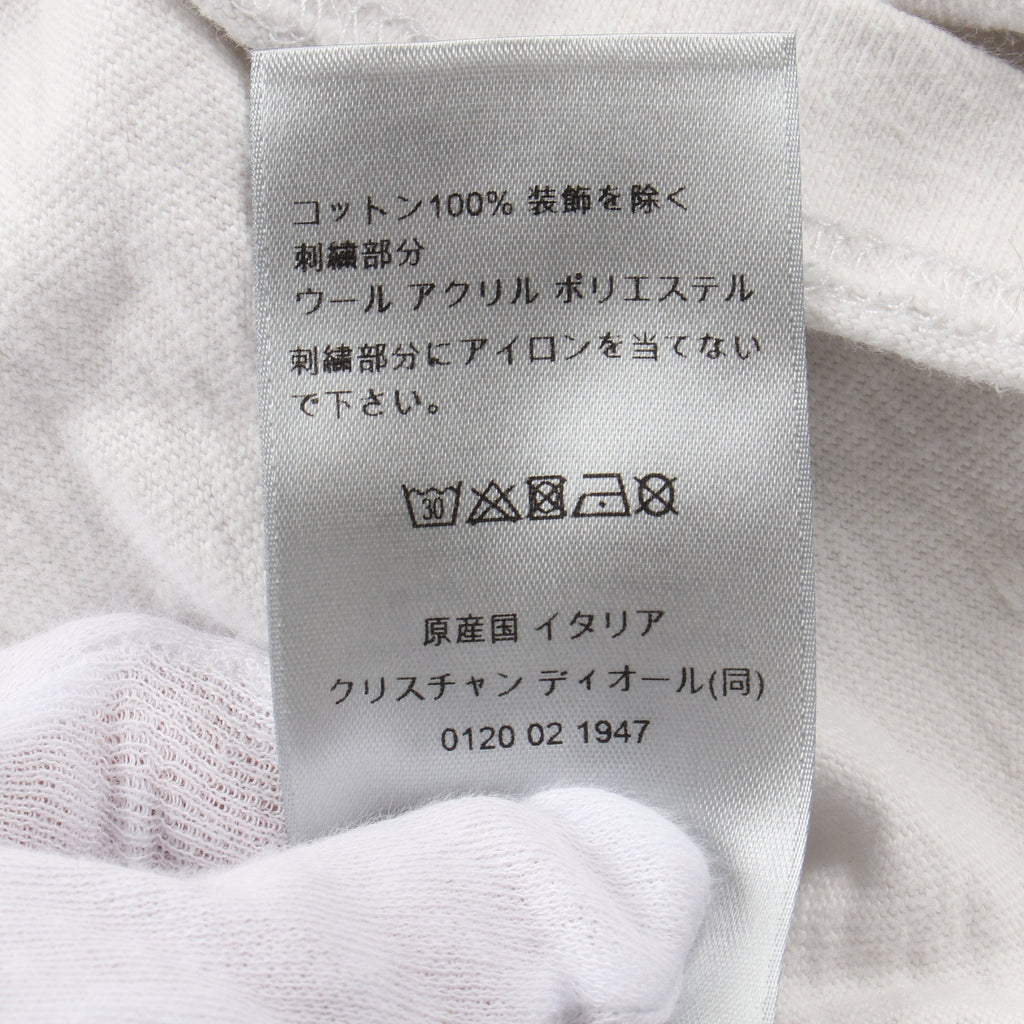 コットン100% 装飾を除く
刺繍部分
ウール アクリル ポリエステル
刺繍部分にアイロンを当てない
で下さい。
30
原産国 イタリア
クリスチャン ディオール(同)
0120 02 1947